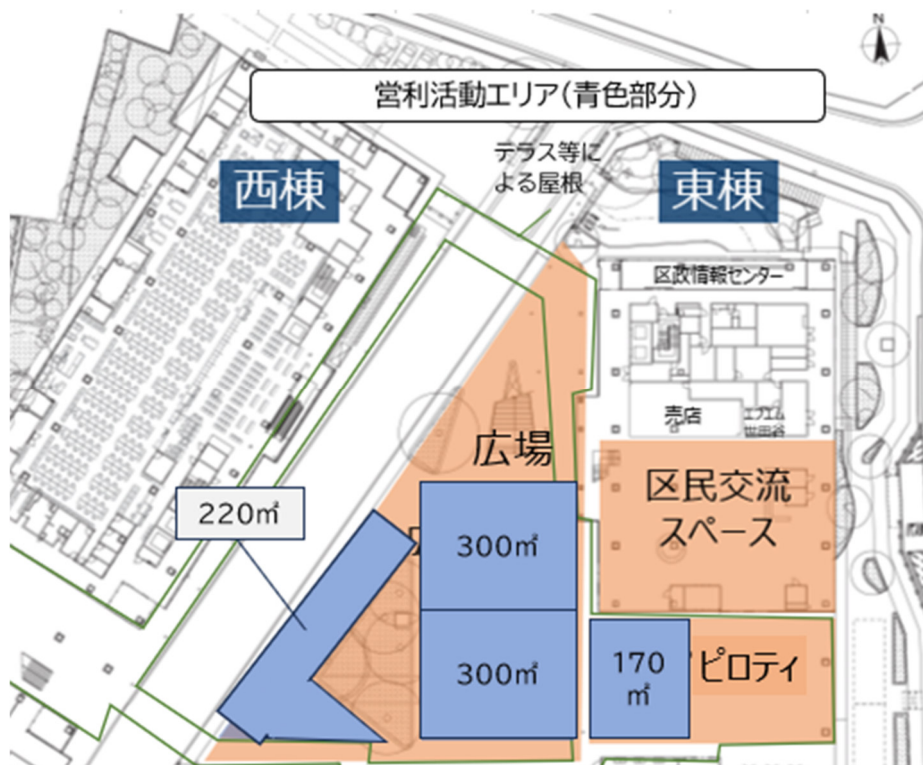 N
営利活動エリア(青色部分)
テラス等に
よる屋根
西棟
東棟
区政情報センター
売店
エフエム
世田谷
広場
区民交流
スペース
220㎡
300㎡
300㎡
170
㎡
ピロティ